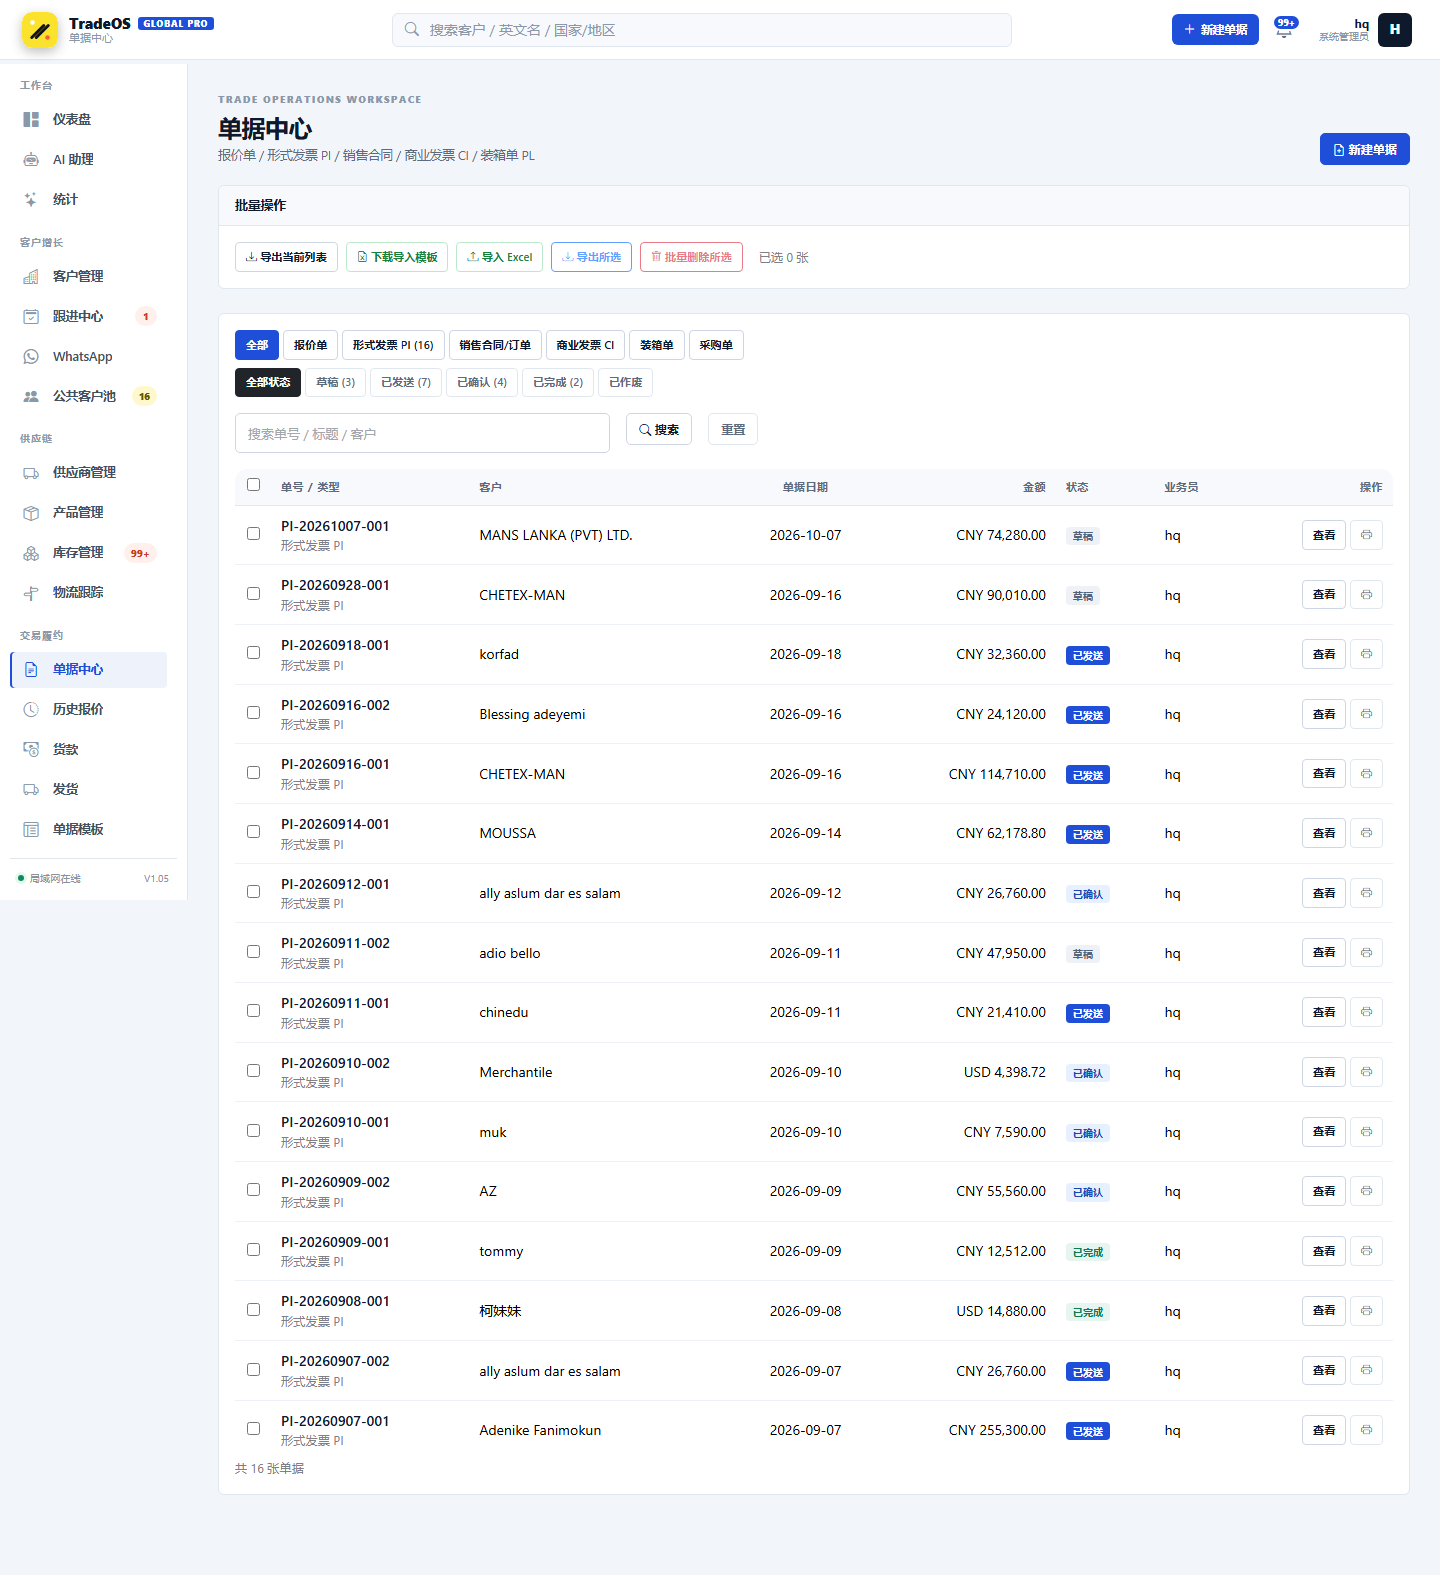 TradeOS GLOBAL PRO
单据中心
搜索客户 / 英文名 / 国家/地区
新建单据
99+
hq
系统管理员
H
工作台
仪表盘
AI 助理
统计
客户增长
客户管理
跟进中心 1
WhatsApp
公共客户池 16
供应链
供应商管理
产品管理
库存管理 99+
物流跟踪
交易履约
单据中心
历史报价
货款
发货
单据模板
局域网在线 V1.05
TRADE OPERATIONS WORKSPACE
单据中心
报价单 / 形式发票 PI / 销售合同 / 商业发票 CI / 装箱单 PL
新建单据
批量操作
导出当前列表 下载导入模板 导入 Excel 导出所选 批量删除所选 已选 0 张
全部 报价单 形式发票 PI (16) 销售合同/订单 商业发票 CI 装箱单 采购单
全部状态 草稿 (3) 已发送 (7) 已确认 (4) 已完成 (2) 已作废
搜索单号 / 标题 / 客户 搜索 重置
单号 / 类型 客户 单据日期 金额 状态 业务员 操作
PI-20261007-001
形式发票 PI
MANS LANKA (PVT) LTD. 2026-10-07 CNY 74,280.00 草稿 hq 查看
PI-20260928-001
形式发票 PI
CHETEX-MAN 2026-09-16 CNY 90,010.00 草稿 hq 查看
PI-20260918-001
形式发票 PI
korfad 2026-09-18 CNY 32,360.00 已发送 hq 查看
PI-20260916-002
形式发票 PI
Blessing adeyemi 2026-09-16 CNY 24,120.00 已发送 hq 查看
PI-20260916-001
形式发票 PI
CHETEX-MAN 2026-09-16 CNY 114,710.00 已发送 hq 查看
PI-20260914-001
形式发票 PI
MOUSSA 2026-09-14 CNY 62,178.80 已发送 hq 查看
PI-20260912-001
形式发票 PI
ally aslum dar es salam 2026-09-12 CNY 26,760.00 已确认 hq 查看
PI-20260911-002
形式发票 PI
adio bello 2026-09-11 CNY 47,950.00 草稿 hq 查看
PI-20260911-001
形式发票 PI
chinedu 2026-09-11 CNY 21,410.00 已发送 hq 查看
PI-20260910-002
形式发票 PI
Merchantile 2026-09-10 USD 4,398.72 已确认 hq 查看
PI-20260910-001
形式发票 PI
muk 2026-09-10 CNY 7,590.00 已确认 hq 查看
PI-20260909-002
形式发票 PI
AZ 2026-09-09 CNY 55,560.00 已确认 hq 查看
PI-20260909-001
形式发票 PI
tommy 2026-09-09 CNY 12,512.00 已完成 hq 查看
PI-20260908-001
形式发票 PI
柯妹妹 2026-09-08 USD 14,880.00 已完成 hq 查看
PI-20260907-002
形式发票 PI
ally aslum dar es salam 2026-09-07 CNY 26,760.00 已发送 hq 查看
PI-20260907-001
形式发票 PI
Adenike Fanimokun 2026-09-07 CNY 255,300.00 已发送 hq 查看
共 16 张单据